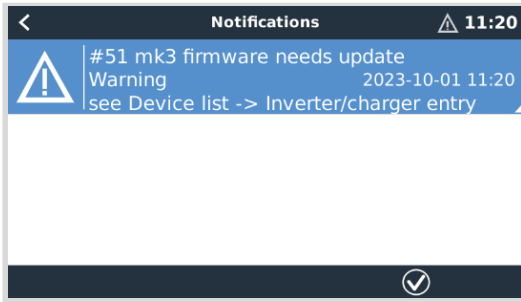 Notifications 11:20
#51 mk3 firmware needs update
Warning 2023-10-01 11:20
see Device list -> Inverter/charger entry